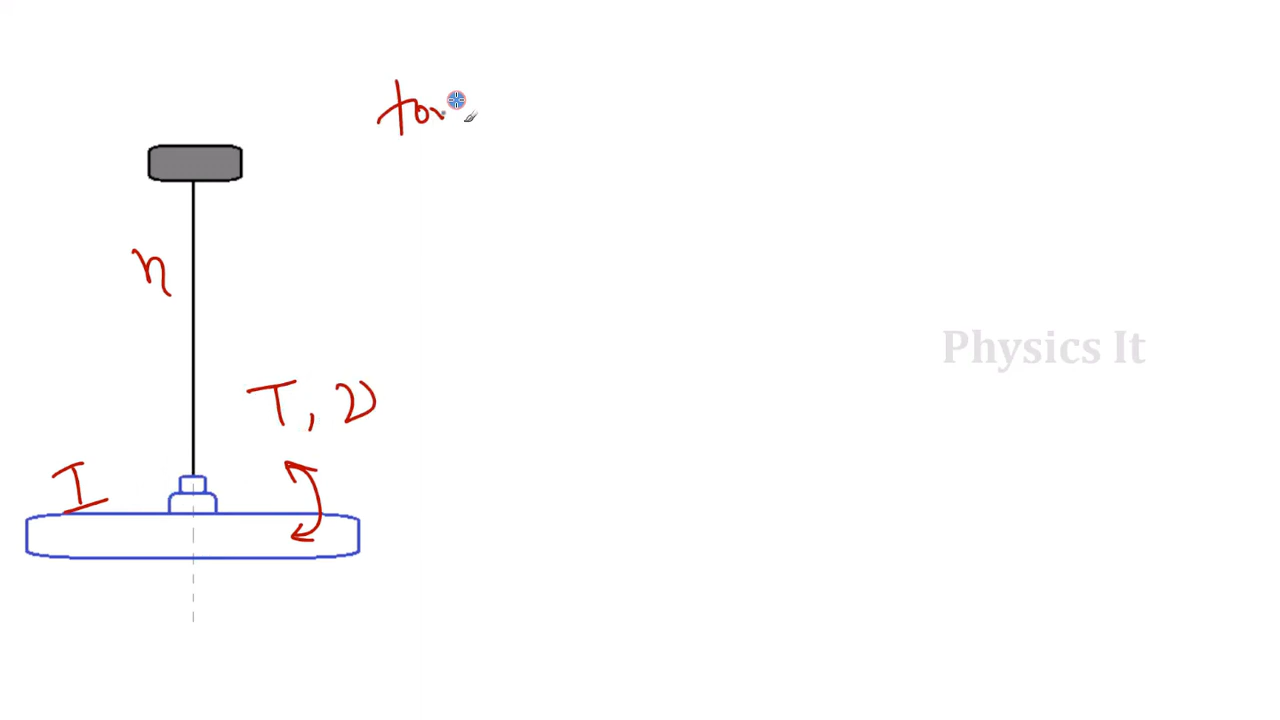 tor
η
Physics It
T, ν
I